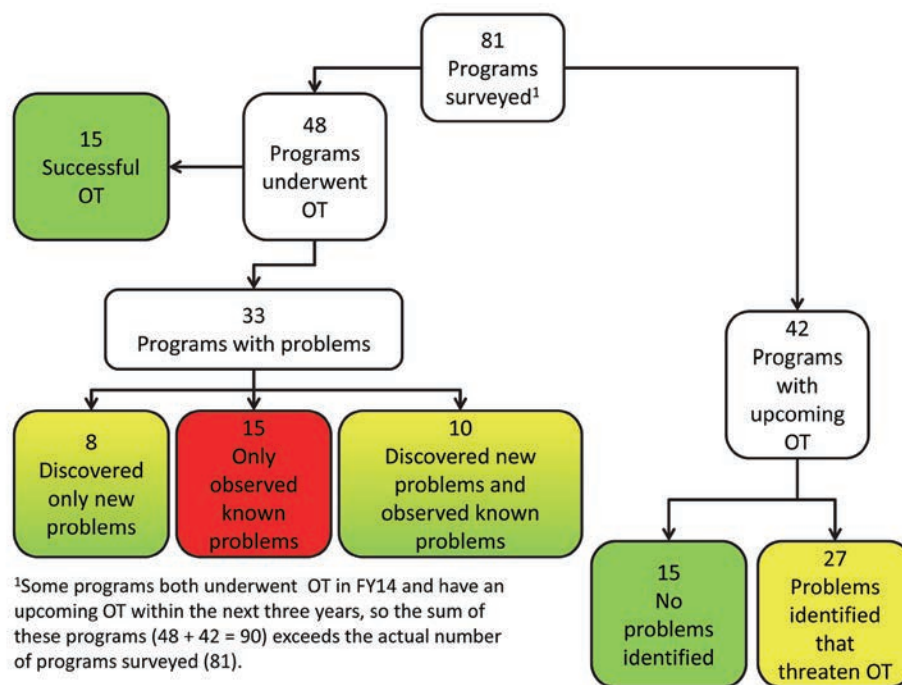 81
Programs
surveyed1
48
Programs
underwent
OT
15
Successful
OT
33
Programs with problems
8
Discovered
only new
problems
15
Only
observed
known
problems
10
Discovered new
problems and
observed known
problems
42
Programs
with
upcoming
OT
15
No
problems
identified
27
Problems
identified
that
threaten OT
1Some programs both underwent OT in FY14 and have an
upcoming OT within the next three years, so the sum of
these programs (48 + 42 = 90) exceeds the actual number
of programs surveyed (81).